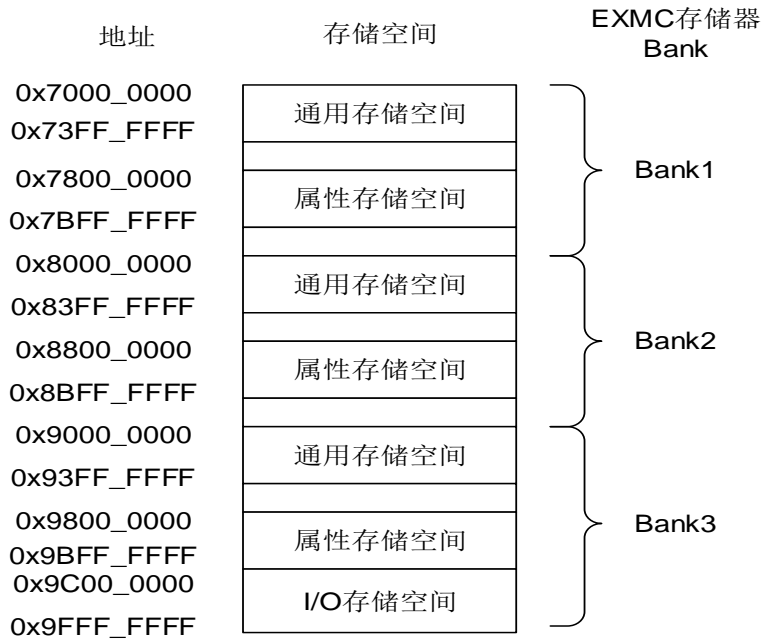 地址
存储空间
EXMC存储器
Bank
0x7000_0000
0x73FF_FFFF
通用存储空间
0x7800_0000
0x7BFF_FFFF
属性存储空间
Bank1
0x8000_0000
0x83FF_FFFF
通用存储空间
0x8800_0000
0x8BFF_FFFF
属性存储空间
Bank2
0x9000_0000
0x93FF_FFFF
通用存储空间
0x9800_0000
0x9BFF_FFFF
属性存储空间
0x9C00_0000
0x9FFF_FFFF
I/O存储空间
Bank3